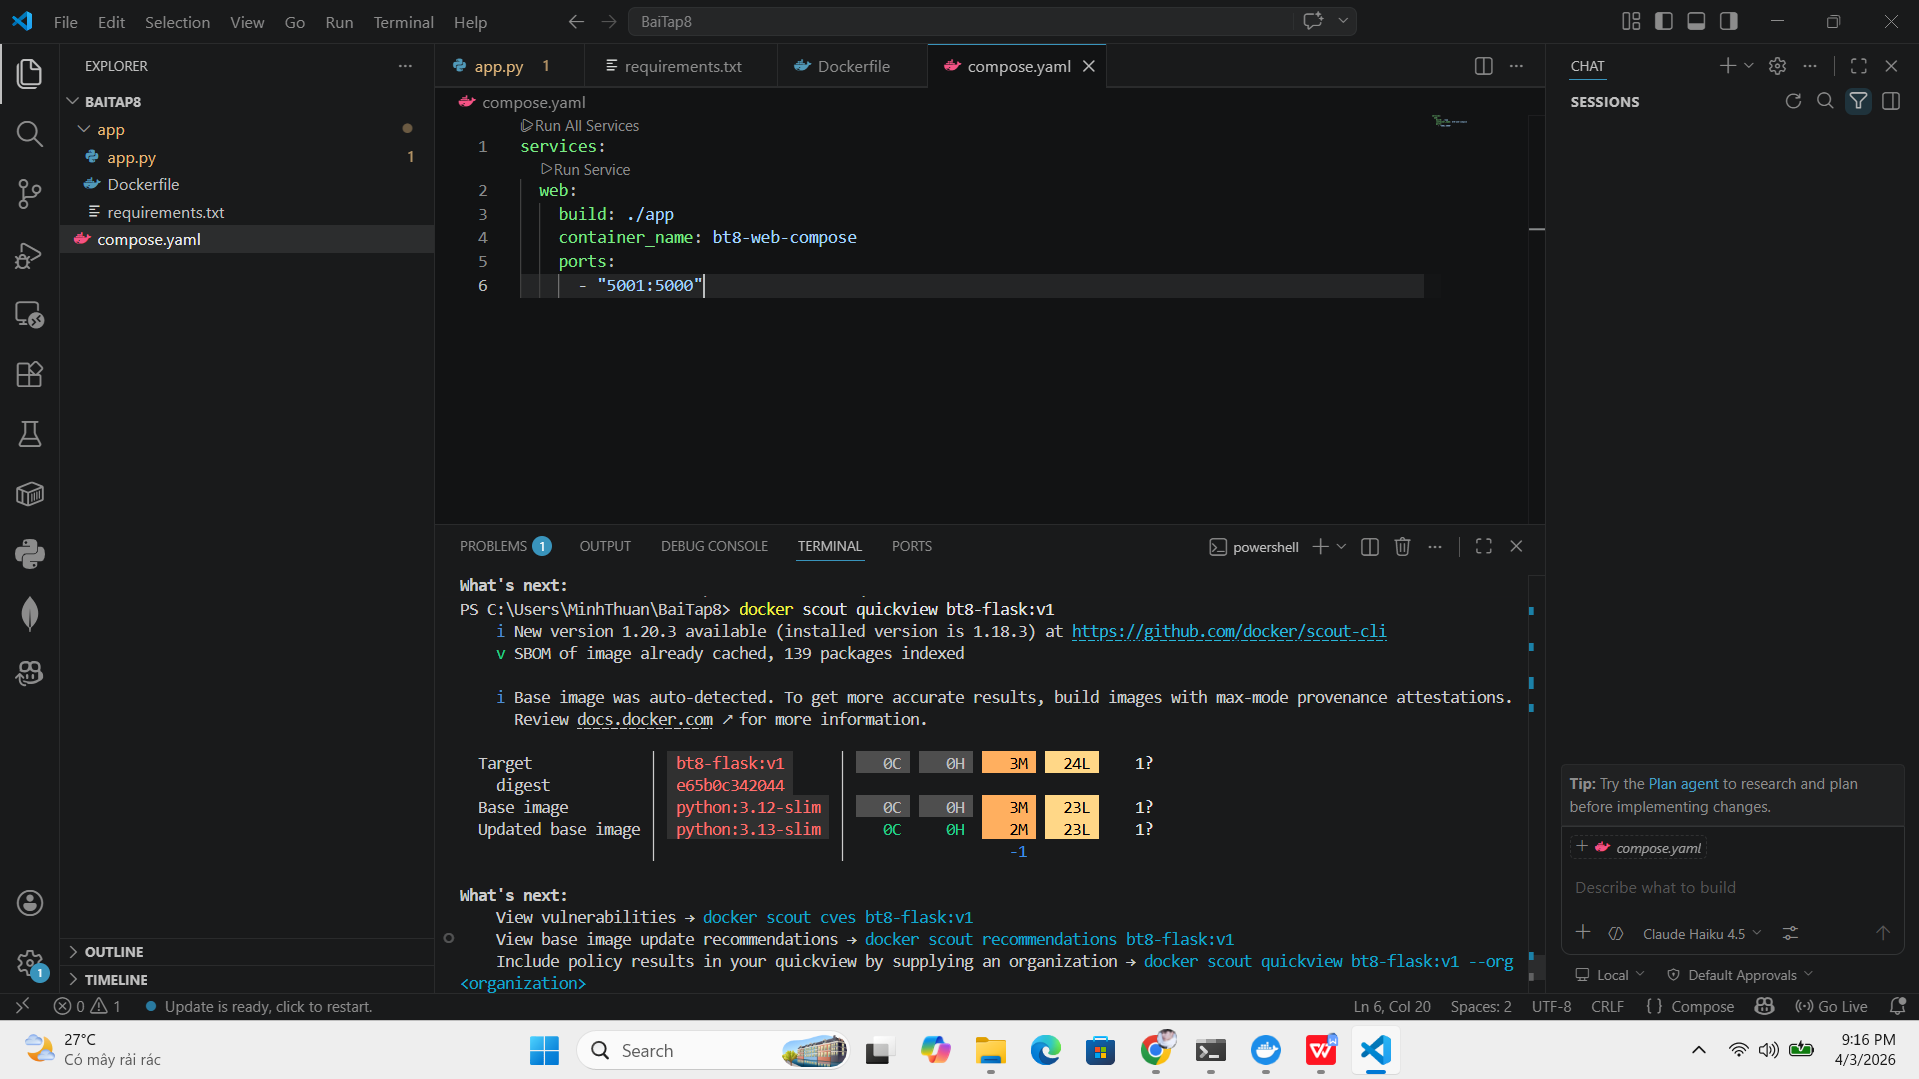 File Edit Selection View Go Run Terminal Help
BaiTap8
EXPLORER
BAITAP8
app
app.py 1
Dockerfile
requirements.txt
compose.yaml
OUTLINE
TIMELINE
app.py 1
requirements.txt
Dockerfile
compose.yaml
compose.yaml
Run All Services
1 services:
Run Service
2 web:
3 build: ./app
4 container_name: bt8-web-compose
5 ports:
6 - "5001:5000"
PROBLEMS 1 OUTPUT DEBUG CONSOLE TERMINAL PORTS
powershell
What's next:
PS C:\Users\MinhThuan\BaiTap8> docker scout quickview bt8-flask:v1
i New version 1.20.3 available (installed version is 1.18.3) at https://github.com/docker/scout-cli
v SBOM of image already cached, 139 packages indexed
i Base image was auto-detected. To get more accurate results, build images with max-mode provenance attestations.
Review docs.docker.com ↗ for more information.
Target │ bt8-flask:v1 │ 0C 0H 3M 24L 1?
digest │ e65b0c342044 │
Base image │ python:3.12-slim │ 0C 0H 3M 23L 1?
Updated base image │ python:3.13-slim │ 0C 0H 2M 23L 1?
│ │ -1
What's next:
View vulnerabilities → docker scout cves bt8-flask:v1
View base image update recommendations → docker scout recommendations bt8-flask:v1
Include policy results in your quickview by supplying an organization → docker scout quickview bt8-flask:v1 --org
<organization>
CHAT
SESSIONS
Tip: Try the Plan agent to research and plan
before implementing changes.
compose.yaml
Describe what to build
Claude Haiku 4.5
Local Default Approvals
1
0 1 Update is ready, click to restart.
Ln 6, Col 20 Spaces: 2 UTF-8 CRLF { } Compose Go Live
27°C
Có mây rải rác
Search
9:16 PM
4/3/2026